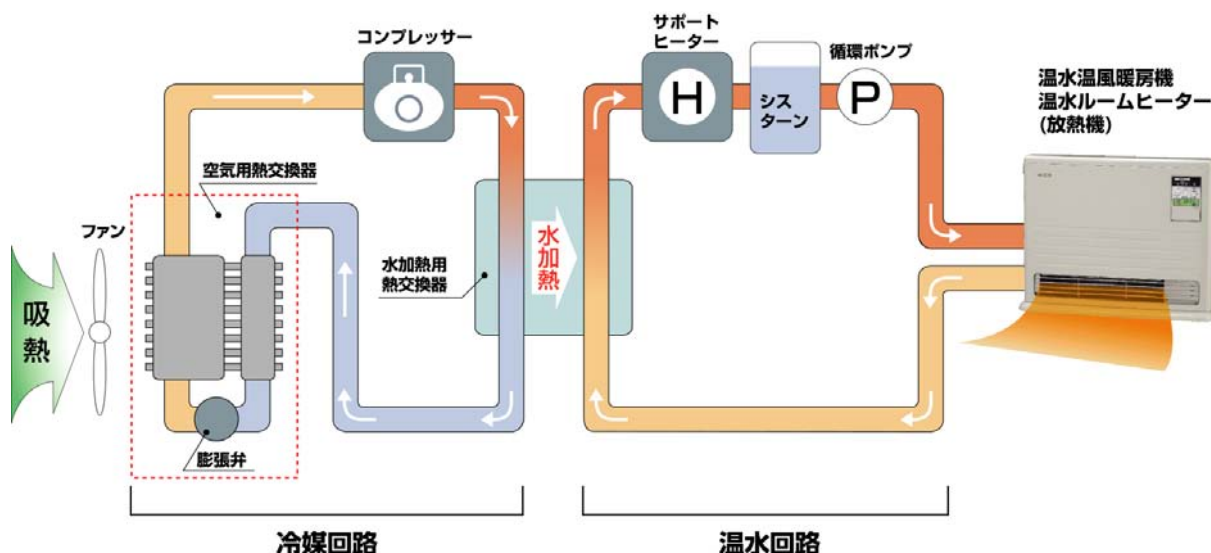 コンプレッサー
サポート
ヒーター
H
シス
ターン
循環ポンプ
P
温水温風暖房機
温水ルームヒーター
(放熱機)
空気用熱交換器
ファン
吸熱
水加熱用
熱交換器
水加熱
膨張弁
冷媒回路
温水回路